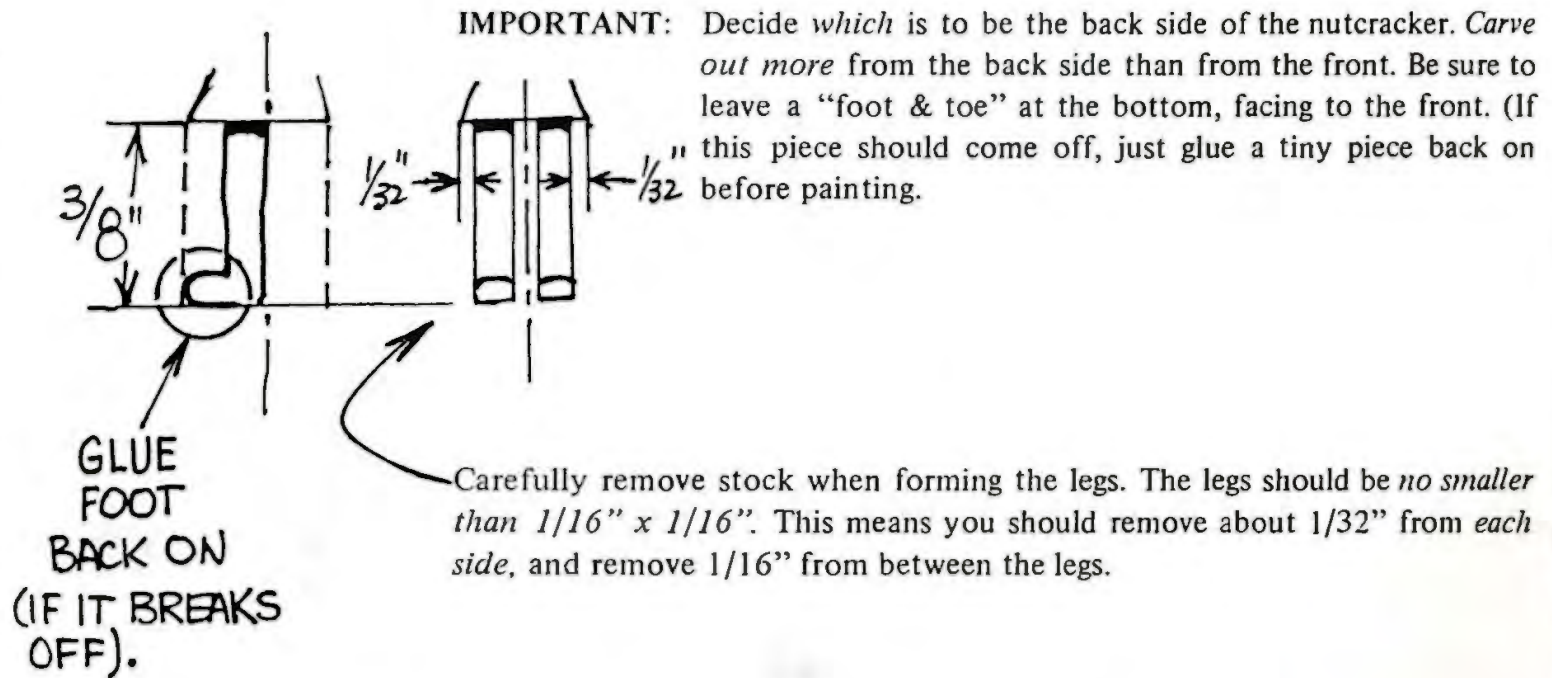 IMPORTANT: Decide which is to be the back side of the nutcracker. Carve
out more from the back side than from the front. Be sure to
leave a “foot & toe” at the bottom, facing to the front. (If
this piece should come off, just glue a tiny piece back on
before painting.
3/8"
1/32"
1/32"
GLUE
FOOT
BACK ON
(IF IT BREAKS
OFF).
Carefully remove stock when forming the legs. The legs should be no smaller
than 1/16” x 1/16”. This means you should remove about 1/32” from each
side, and remove 1/16” from between the legs.